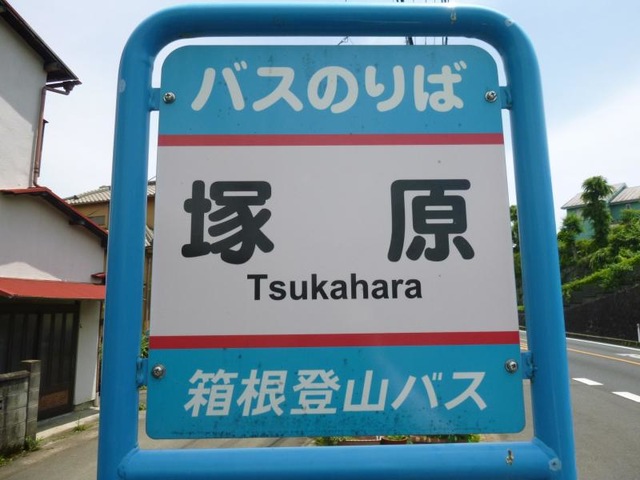 バスのりば
塚原
Tsukahara
箱根登山バス